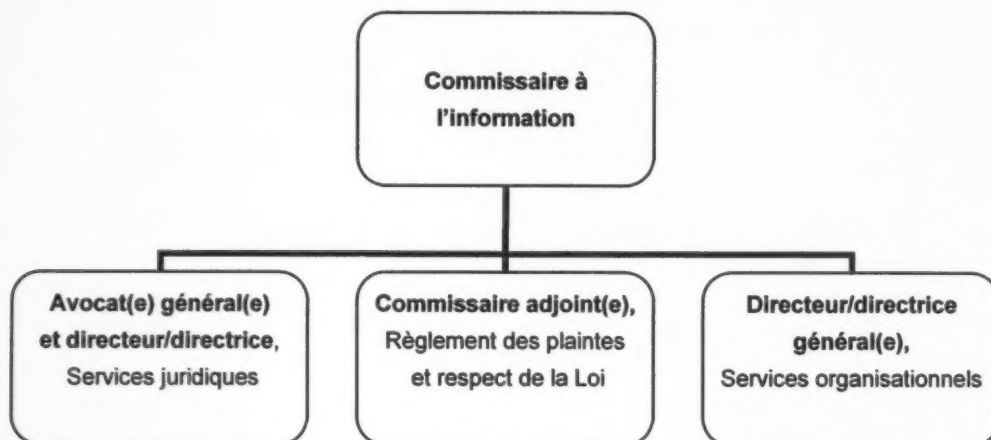 Commissaire à
l'information
Avocat(e) général(e)
et directeur/directrice,
Services juridiques
Commissaire adjoint(e),
Règlement des plaintes
et respect de la Loi
Directeur/directrice
général(e),
Services organisationnels